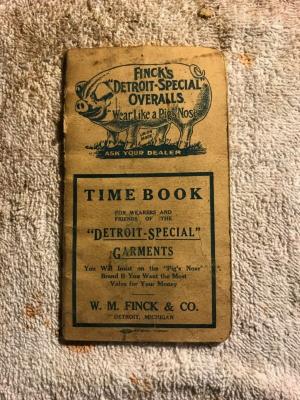 FINCK'S
"DETROIT-SPECIAL"
OVERALLS
"Wear Like a Pig's Nose"
ASK YOUR DEALER
TIME BOOK
FOR WEARERS AND
FRIENDS OF THE
"DETROIT-SPECIAL"
GARMENTS
You Will Insist on the "Pig's Nose"
Brand If You Want the Most
Value for Your Money
W. M. FINCK & CO.
DETROIT, MICHIGAN